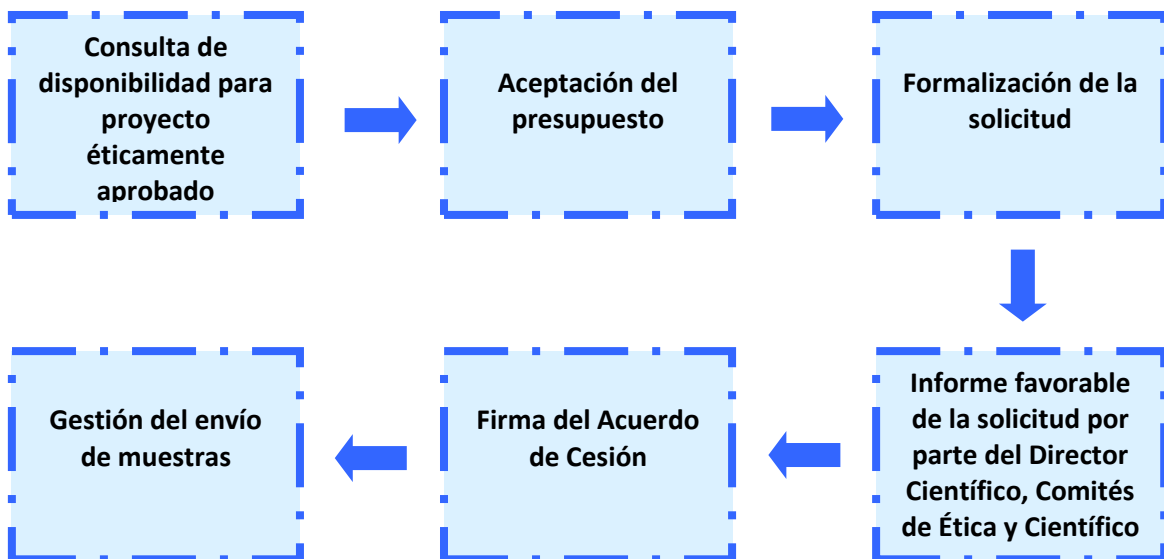 Consulta de
disponibilidad para
proyecto
éticamente
aprobado
Aceptación del
presupuesto
Formalización de la
solicitud
Informe favorable
de la solicitud por
parte del Director
Científico, Comités
de Ética y Científico
Firma del Acuerdo
de Cesión
Gestión del envío
de muestras